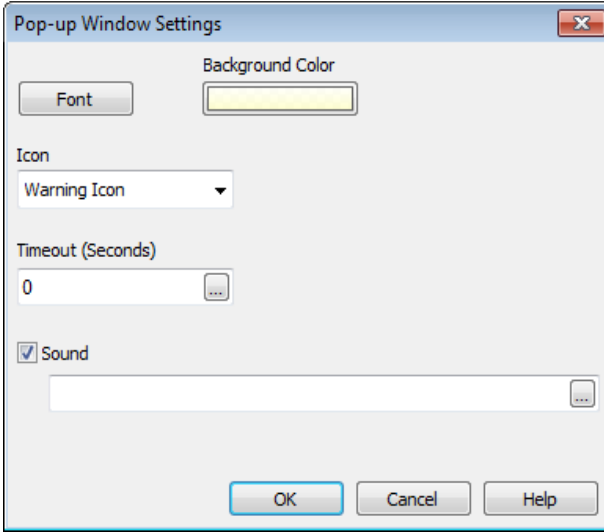 Pop-up Window Settings
Background Color
Font
Icon
Warning Icon
Timeout (Seconds)
0
...
Sound
...
OK Cancel Help